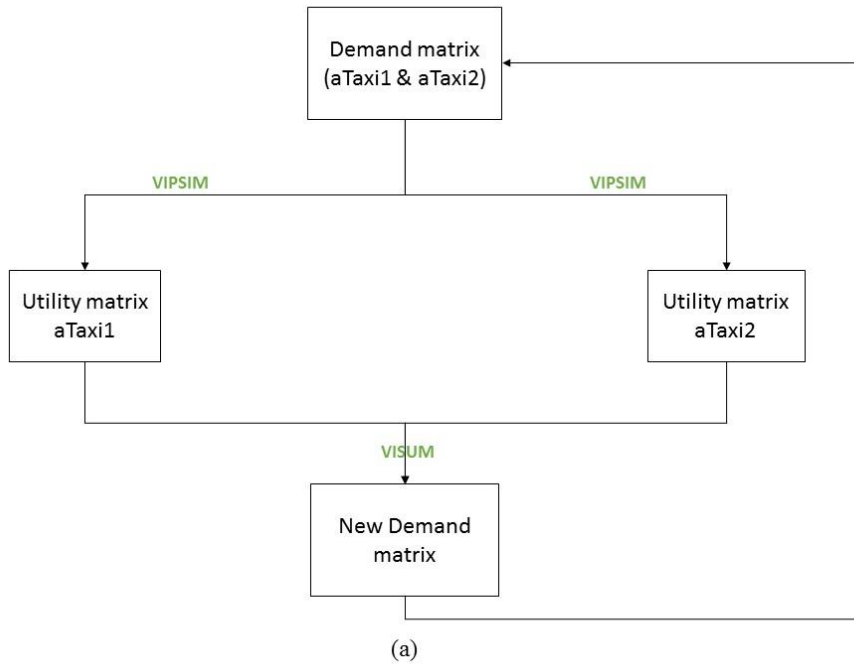 Demand matrix
(aTaxi1 & aTaxi2)
VIPSIM
VIPSIM
Utility matrix
aTaxi1
Utility matrix
aTaxi2
VISUM
New Demand
matrix
(a)